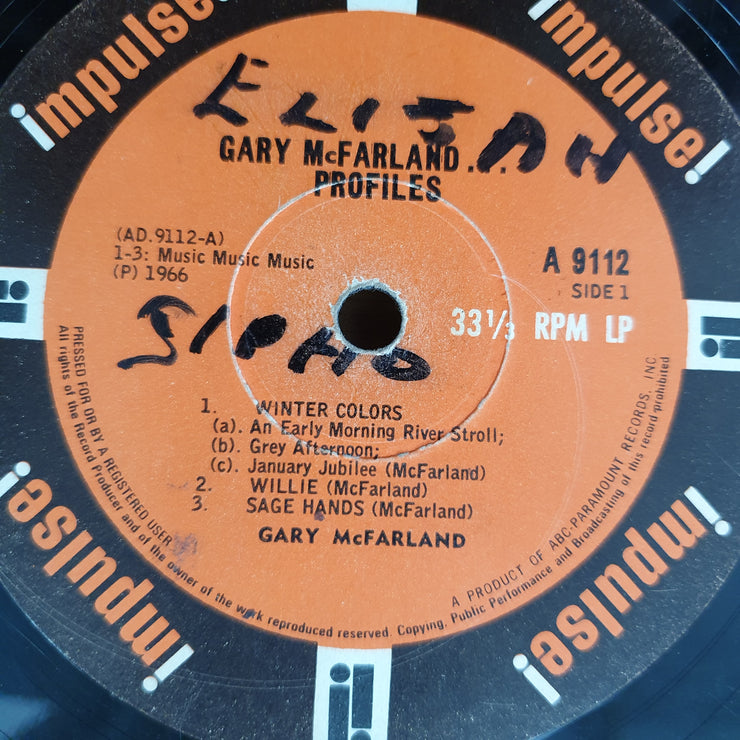 impulse!
impulse!
ELIJAH
GARY McFARLAND...
PROFILES
(AD.9112-A)
1-3: Music Music Music
(P) 1966
A 9112
SIDE 1
33⅓ RPM LP
SIPHO
1. WINTER COLORS
(a). An Early Morning River Stroll;
(b). Grey Afternoon;
(c). January Jubilee (McFarland)
2. WILLIE (McFarland)
3. SAGE HANDS (McFarland)
GARY McFARLAND
PRESSED FOR OR BY A REGISTERED USER
All rights of the Record Producer and of the owner of the work reproduced reserved. Copying, Public Performance and Broadcasting of this record prohibited
A PRODUCT OF ABC-PARAMOUNT RECORDS, INC
impulse!
impulse!
impulse!
impulse!